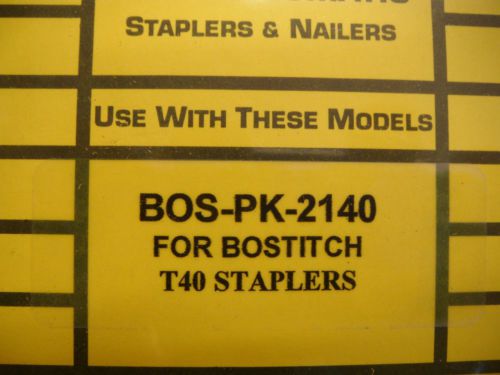 STAPLERS & NAILERS
USE WITH THESE MODELS
BOS-PK-2140
FOR BOSTITCH
T40 STAPLERS